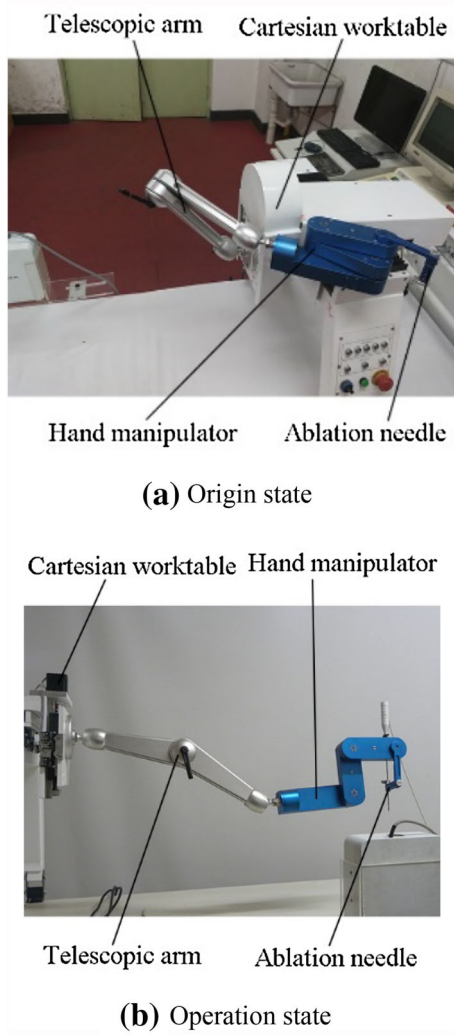 Telescopic arm
Cartesian worktable
Hand manipulator
Ablation needle
(a) Origin state
Cartesian worktable
Hand manipulator
Telescopic arm
Ablation needle
(b) Operation state